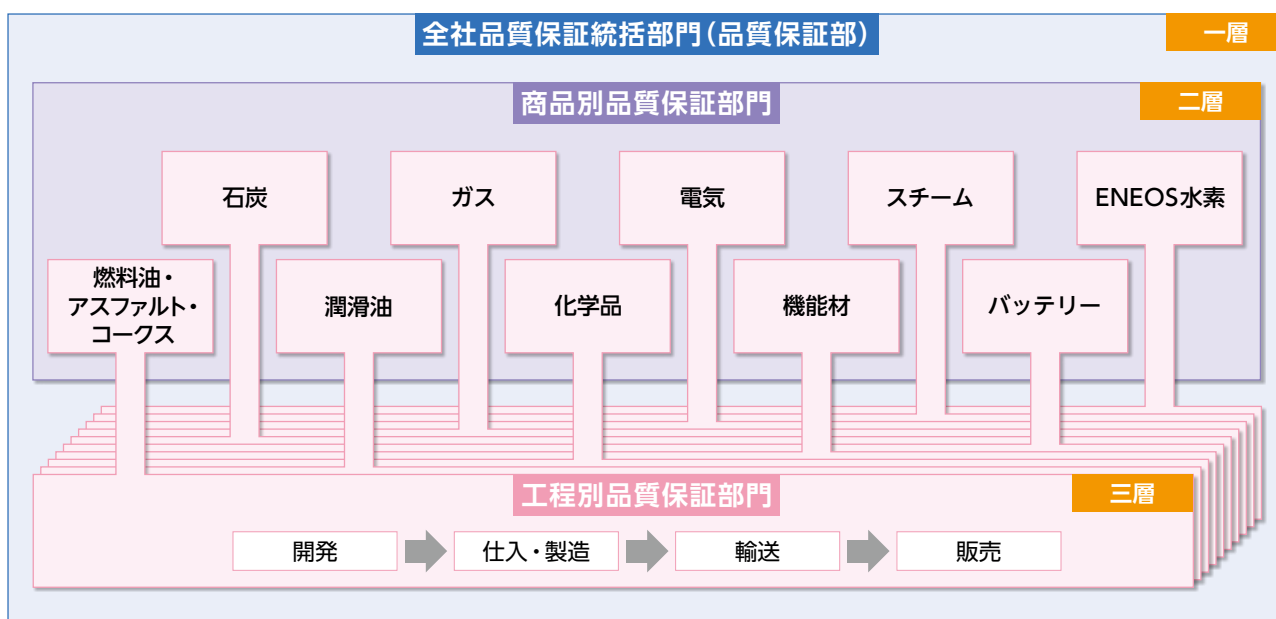 全社品質保証統括部門(品質保証部)
一層
商品別品質保証部門
二層
石炭
ガス
電気
スチーム
ENEOS水素
燃料油・
アスファルト・
コークス
潤滑油
化学品
機能材
バッテリー
工程別品質保証部門
三層
開発
仕入・製造
輸送
販売